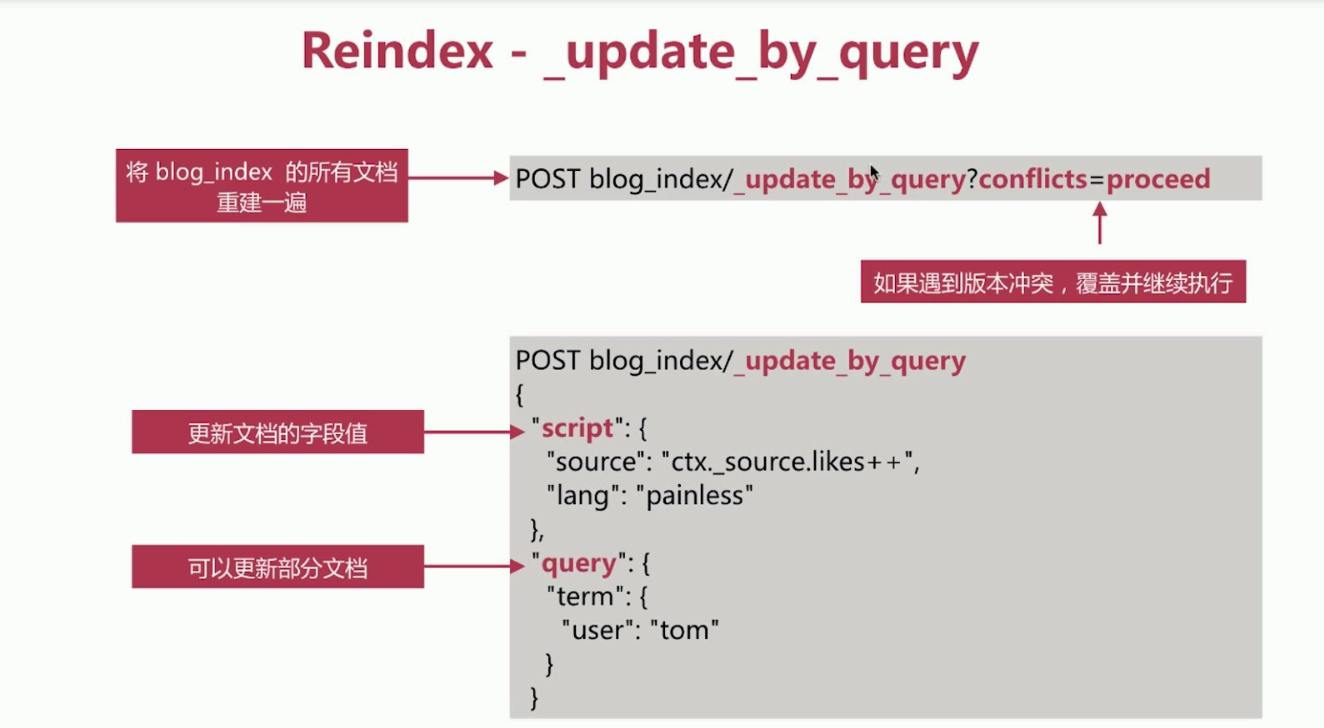 Reindex - _update_by_query
将 blog_index 的所有文档
重建一遍
POST blog_index/_update_by_query?conflicts=proceed
如果遇到版本冲突，覆盖并继续执行
POST blog_index/_update_by_query
{
"script": {
"source": "ctx._source.likes++",
"lang": "painless"
},
"query": {
"term": {
"user": "tom"
}
}
更新文档的字段值
可以更新部分文档